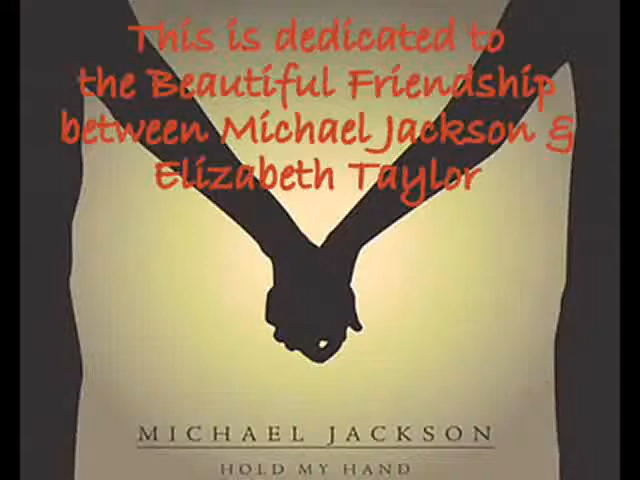 This is dedicated to
the Beautiful Friendship
between Michael Jackson &
Elizabeth Taylor
MICHAEL JACKSON
HOLD MY HAND